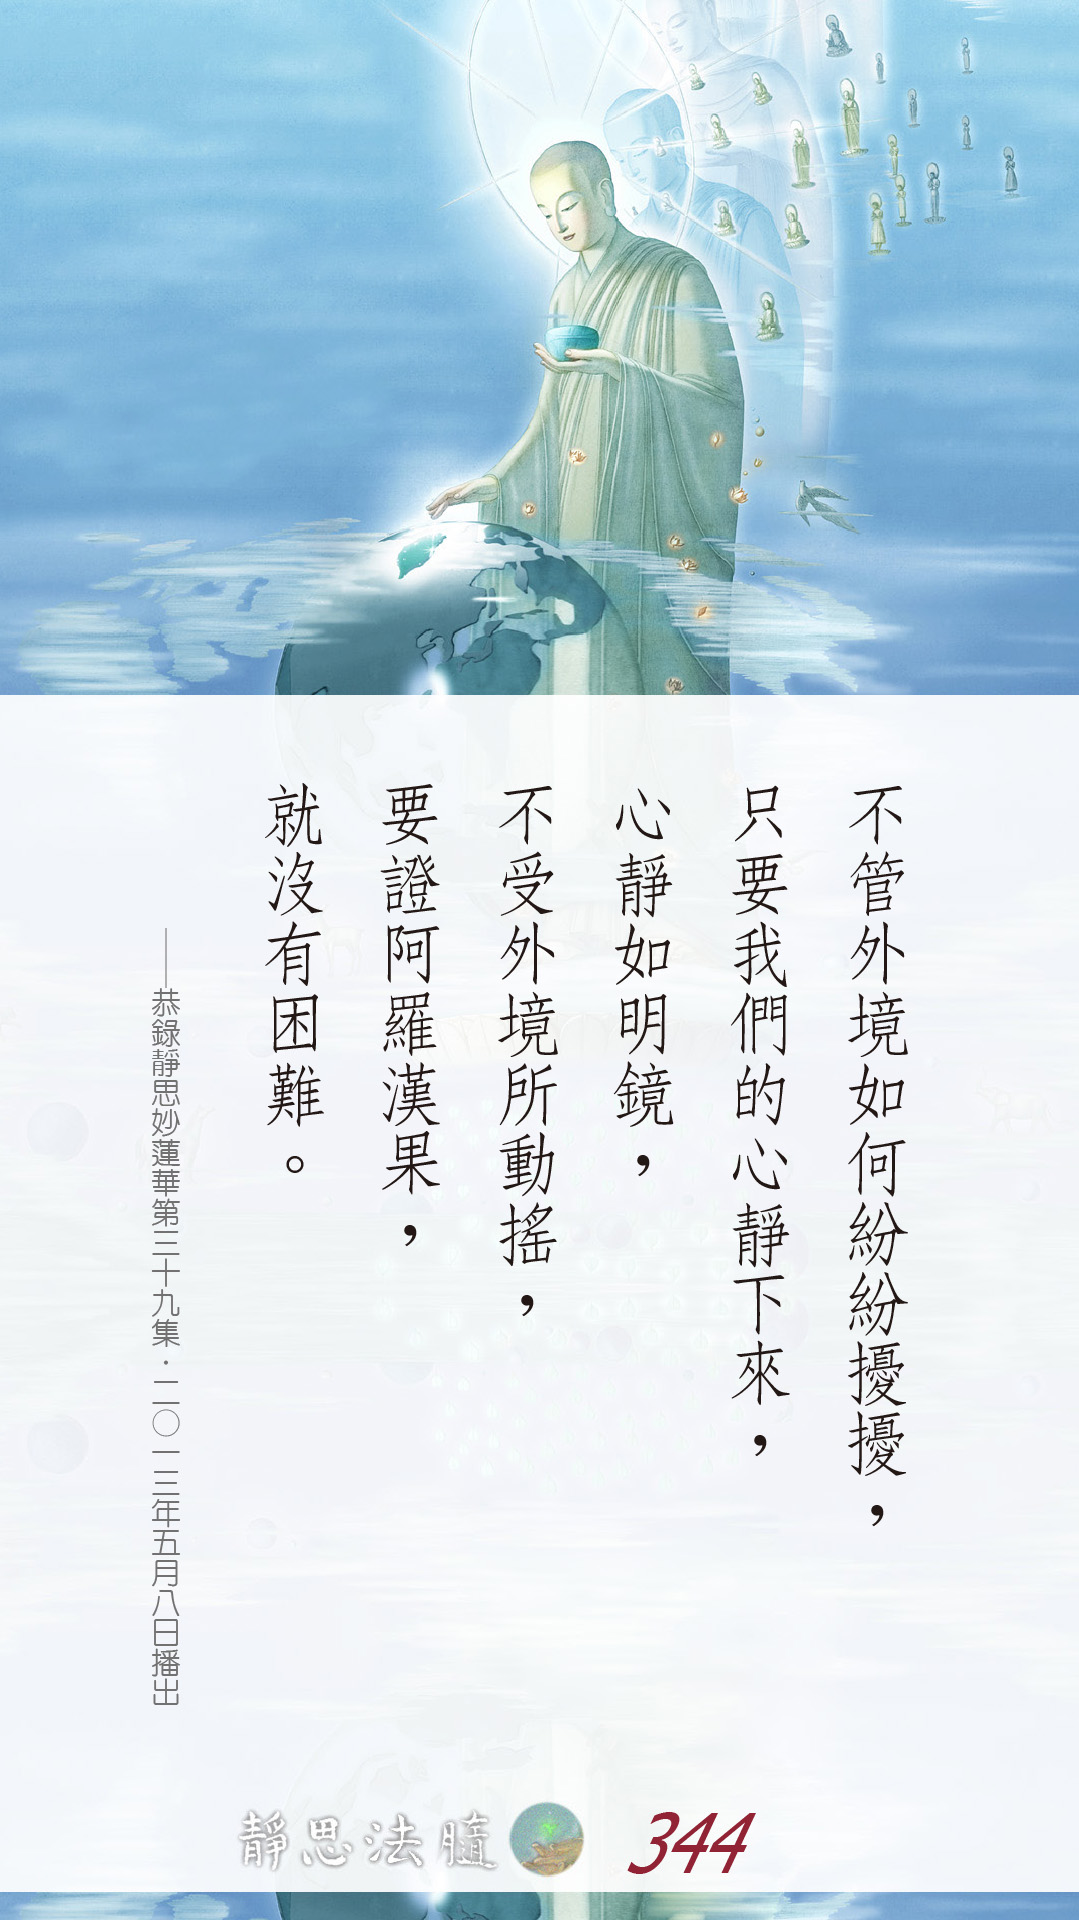 不管外境如何紛紛擾擾，
只要我們的心靜下來，
心靜如明鏡，
不受外境所動搖，
要證阿羅漢果，
就沒有困難。
——恭錄靜思妙蓮華第三十九集·二〇一三年五月八日播出
靜思法髓
344